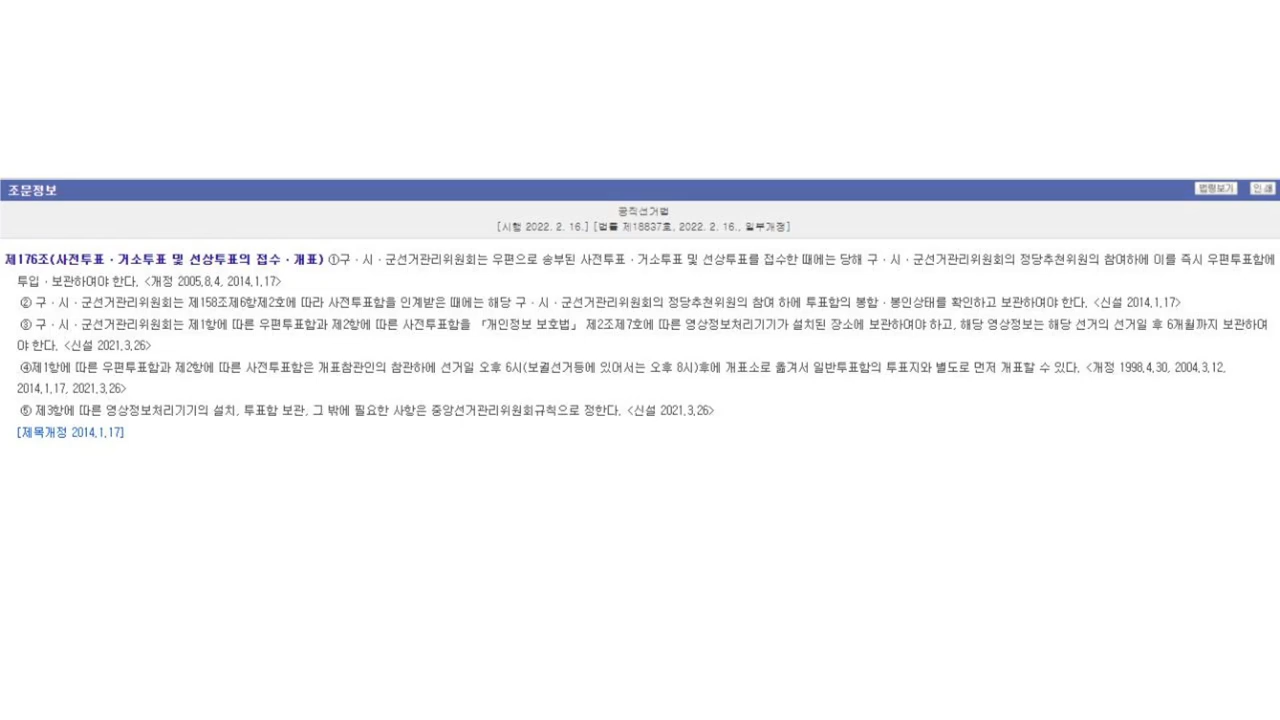 조문정보
법령보기 인쇄
공직선거법
[시행 2022. 2. 16.] [법률 제18837호, 2022. 2. 16., 일부개정]
제176조(사전투표ㆍ거소투표 및 선상투표의 접수ㆍ개표) ①구ㆍ시ㆍ군선거관리위원회는 우편으로 송부된 사전투표ㆍ거소투표 및 선상투표를 접수한 때에는 당해 구ㆍ시ㆍ군선거관리위원회의 정당추천위원의 참여하에 이를 즉시 우편투표함에
투입ㆍ보관하여야 한다. <개정 2005.8.4, 2014.1.17>
② 구ㆍ시ㆍ군선거관리위원회는 제158조제6항제2호에 따라 사전투표함을 인계받은 때에는 해당 구ㆍ시ㆍ군선거관리위원회의 정당추천위원의 참여 하에 투표함의 봉함ㆍ봉인상태를 확인하고 보관하여야 한다. <신설 2014.1.17>
③ 구ㆍ시ㆍ군선거관리위원회는 제1항에 따른 우편투표함과 제2항에 따른 사전투표함을 「개인정보 보호법」 제2조제7호에 따른 영상정보처리기기가 설치된 장소에 보관하여야 하고, 해당 영상정보는 해당 선거의 선거일 후 6개월까지 보관하여
야 한다. <신설 2021.3.26>
④제1항에 따른 우편투표함과 제2항에 따른 사전투표함은 개표참관인의 참관하에 선거일 오후 6시(보궐선거등에 있어서는 오후 8시)후에 개표소로 옮겨서 일반투표함의 투표지와 별도로 먼저 개표할 수 있다. <개정 1998.4.30, 2004.3.12,
2014.1.17, 2021.3.26>
⑤ 제3항에 따른 영상정보처리기기의 설치, 투표함 보관, 그 밖에 필요한 사항은 중앙선거관리위원회규칙으로 정한다. <신설 2021.3.26>
[제목개정 2014.1.17]